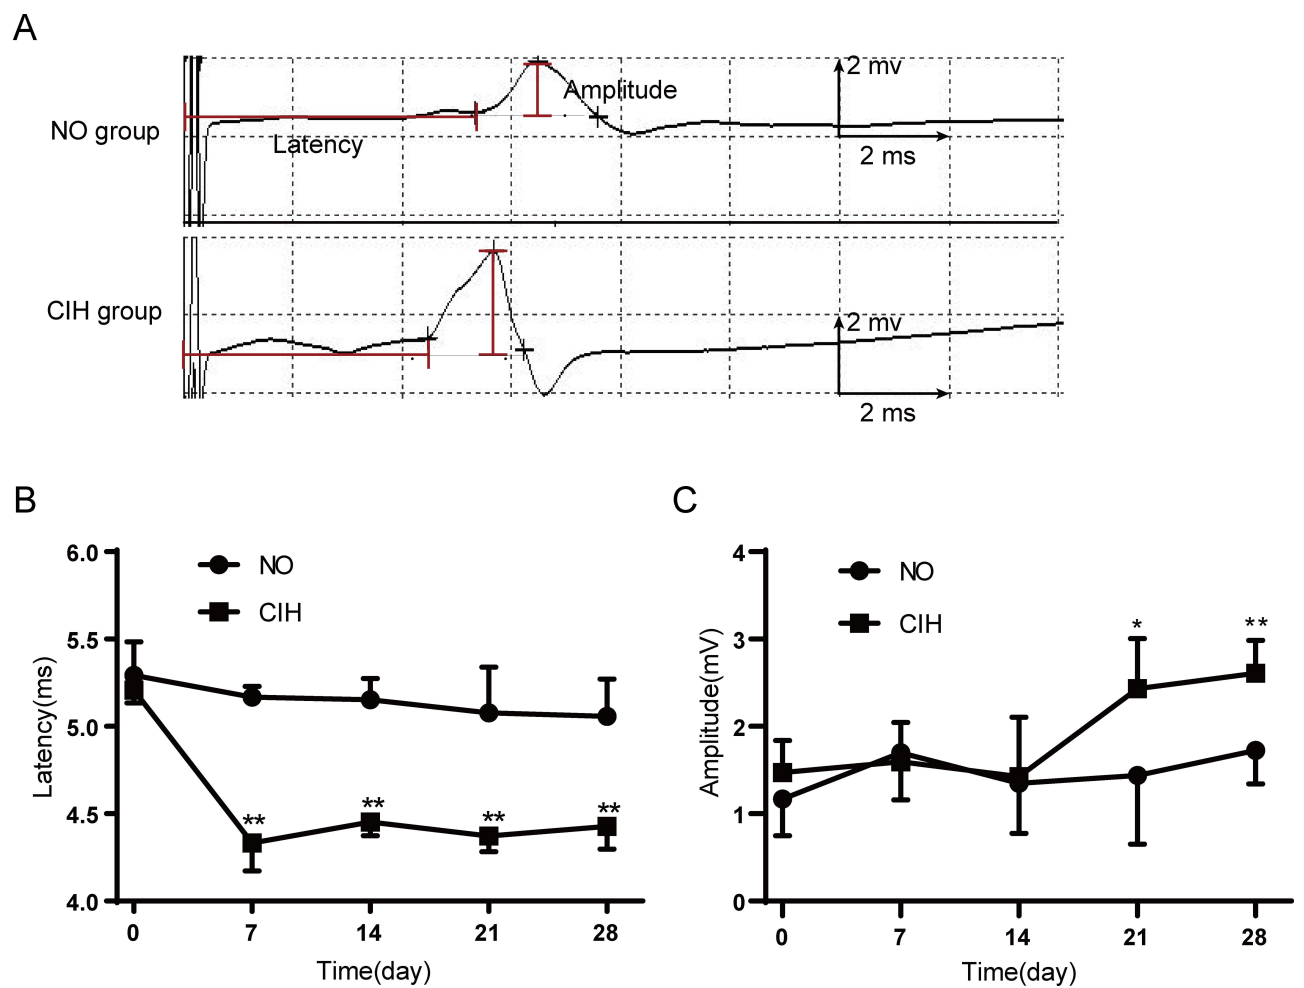 A
NO group
Latency
Amplitude
2 mv
2 ms
CIH group
2 mv
2 ms
B
NO
CIH
6.0
5.5
5.0
4.5
4.0
Latency(ms)
** ** ** **
0 7 14 21 28
Time(day)
C
NO
CIH
4
3
2
1
0
Amplitude(mV)
* **
0 7 14 21 28
Time(day)